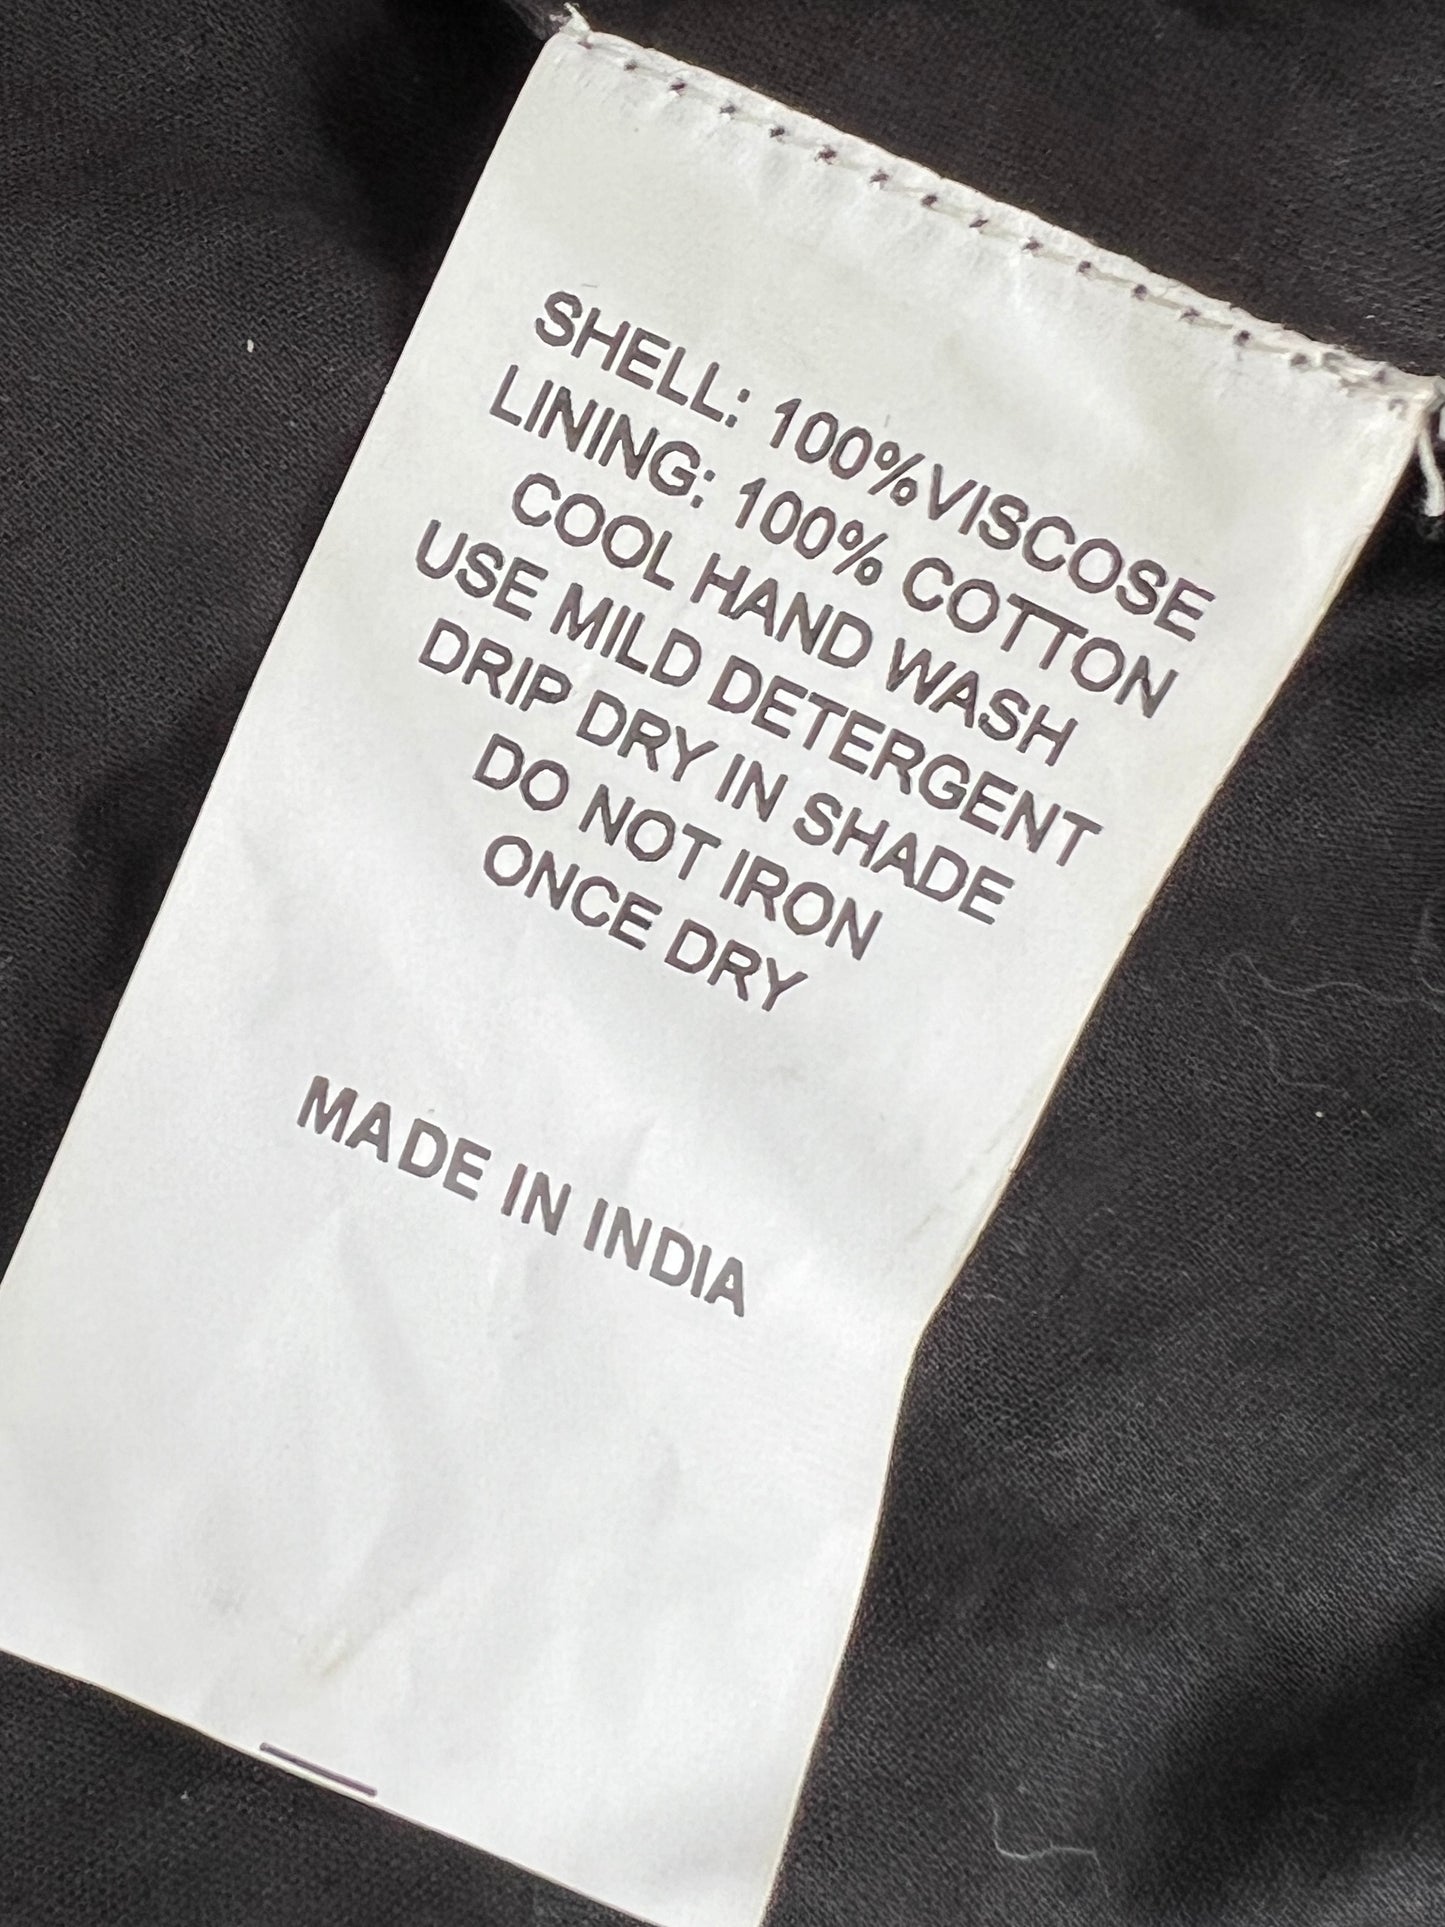 SHELL: 100%VISCOSE
LINING: 100% COTTON
COOL HAND WASH
USE MILD DETERGENT
DRIP DRY IN SHADE
DO NOT IRON
ONCE DRY
MADE IN INDIA